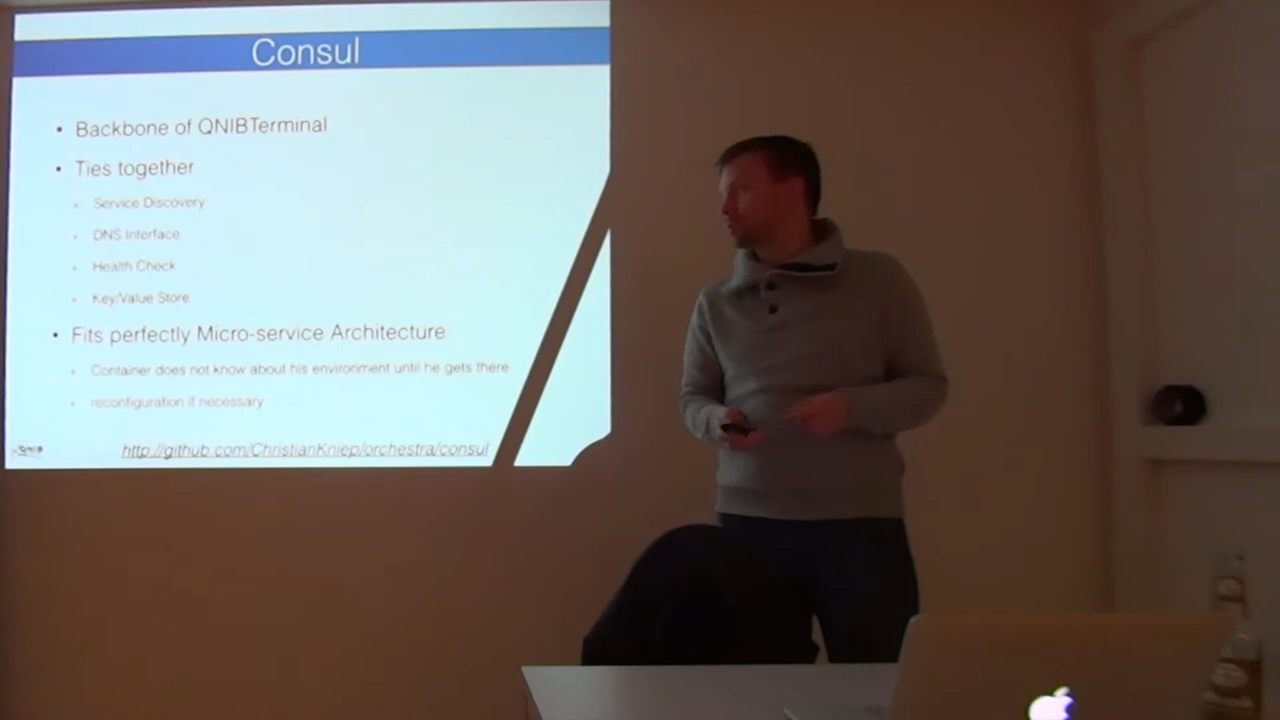 Consul
• Backbone of QNIBTerminal
• Ties together
• Service Discovery
• DNS Interface
• Health Check
• Key/Value Store
• Fits perfectly Micro-service Architecture
• Container does not know about his environment until he gets there
• reconfiguration if necessary
http://github.com/ChristianKniep/orchestra/consul